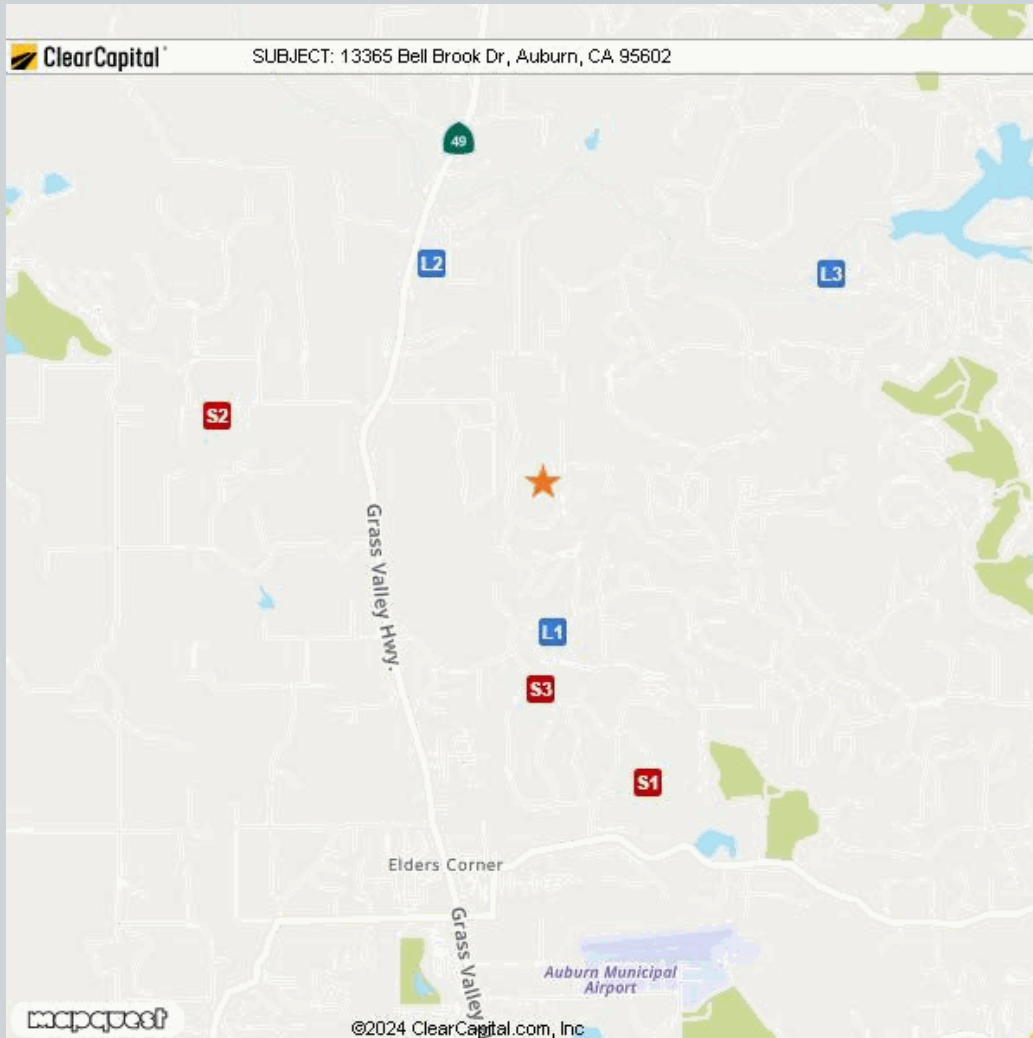 ClearCapital SUBJECT: 13365 Bell Brook Dr, Auburn, CA 95602
49
L2
L3
S2
Grass Valley Hwy.
L1
S3
S1
Elders Corner
Grass Valley
Auburn Municipal
Airport
mapquest
©2024 ClearCapital.com, Inc